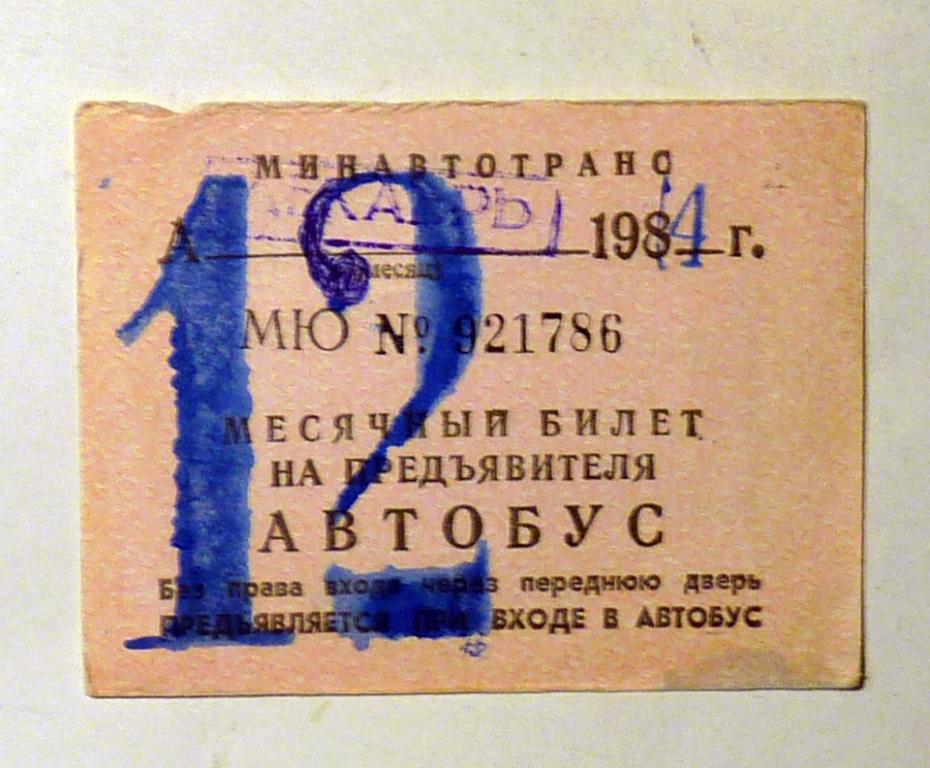 МИНАВТОТРАНС
ДЕКАБРЬ
А 1984 г.
месяц
МЮ № 921786
МЕСЯЧНЫЙ БИЛЕТ
НА ПРЕДЪЯВИТЕЛЯ
АВТОБУС
Без права входа через переднюю дверь
ПРЕДЪЯВЛЯЕТСЯ ПРИ ВХОДЕ В АВТОБУС
12